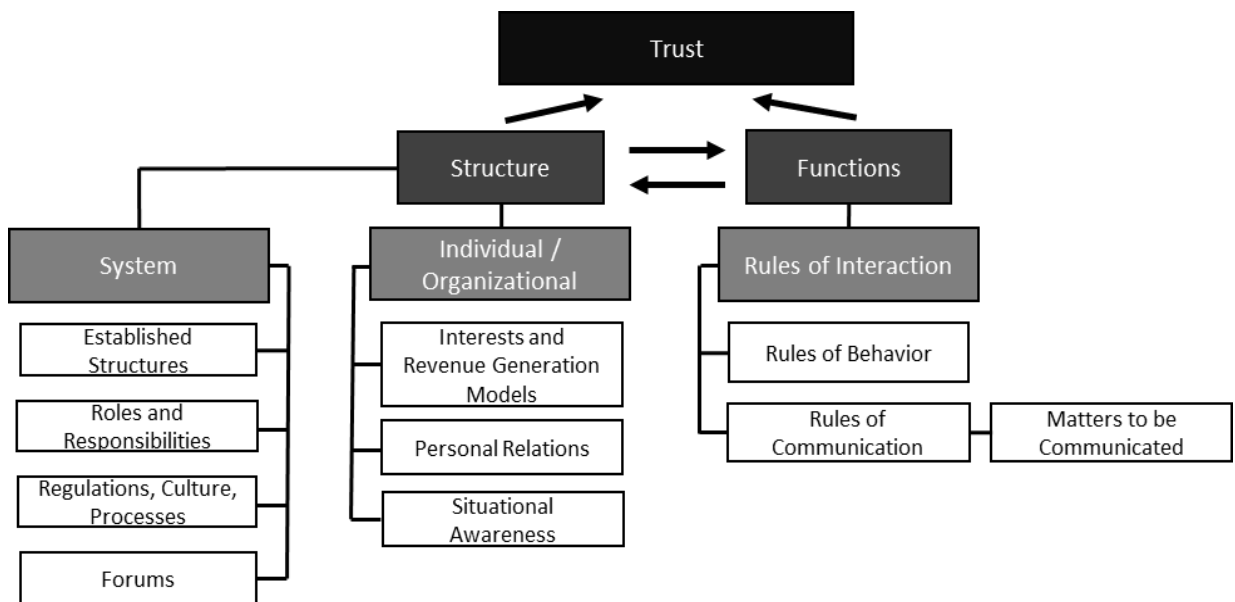 Trust
Structure
Functions
System
Individual /
Organizational
Rules of Interaction
Established
Structures
Roles and
Responsibilities
Regulations, Culture,
Processes
Forums
Interests and
Revenue Generation
Models
Personal Relations
Situational
Awareness
Rules of Behavior
Rules of
Communication
Matters to be
Communicated